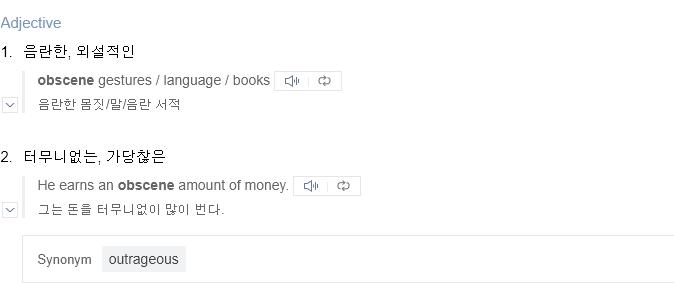 Adjective
1. 음란한, 외설적인
obscene gestures / language / books
음란한 몸짓/말/음란 서적
2. 터무니없는, 가당찮은
He earns an obscene amount of money.
그는 돈을 터무니없이 많이 번다.
Synonym outrageous